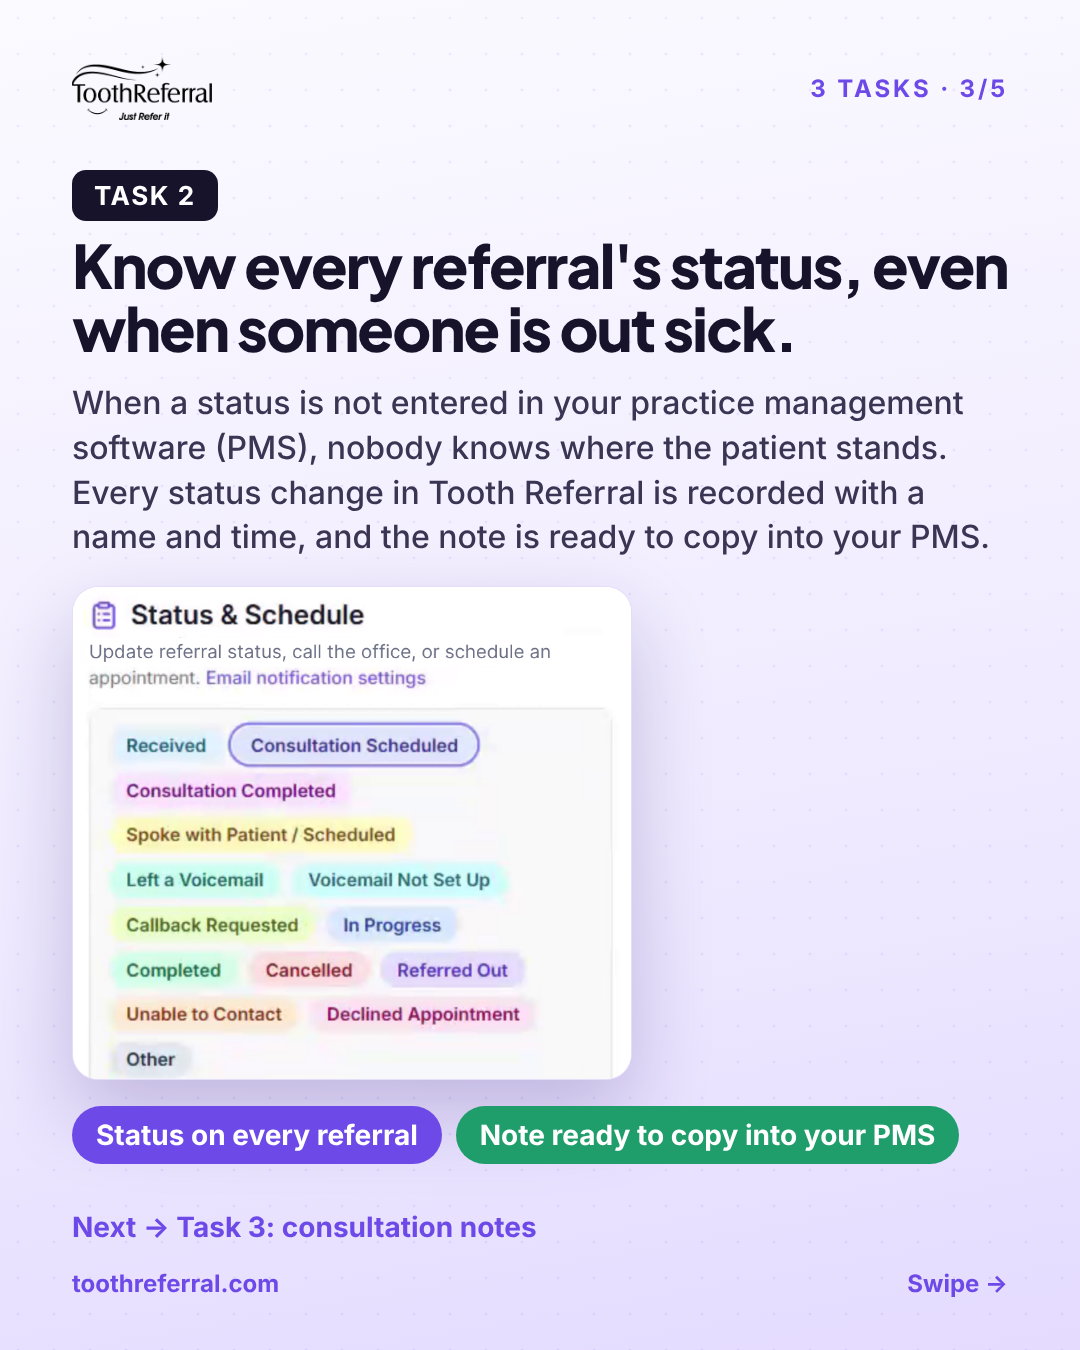 ToothReferral
Just Refer it
3 TASKS · 3/5
TASK 2
Know every referral's status, even
when someone is out sick.
When a status is not entered in your practice management
software (PMS), nobody knows where the patient stands.
Every status change in Tooth Referral is recorded with a
name and time, and the note is ready to copy into your PMS.
Status & Schedule
Update referral status, call the office, or schedule an
appointment. Email notification settings
Received Consultation Scheduled
Consultation Completed
Spoke with Patient / Scheduled
Left a Voicemail Voicemail Not Set Up
Callback Requested In Progress
Completed Cancelled Referred Out
Unable to Contact Declined Appointment
Other
Status on every referral Note ready to copy into your PMS
Next → Task 3: consultation notes
toothreferral.com Swipe →